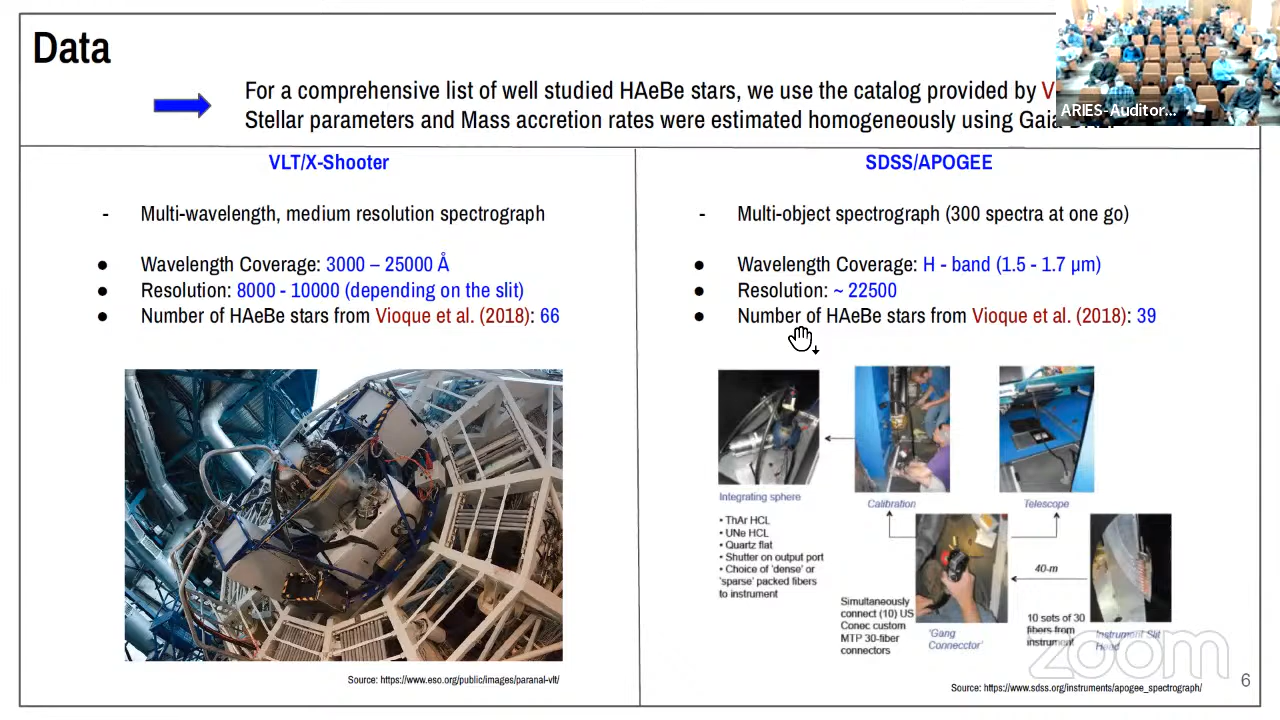 Data
For a comprehensive list of well studied HAeBe stars, we use the catalog provided by
Stellar parameters and Mass accretion rates were estimated homogeneously using Gaia
ARIES-Auditor...
VLT/X-Shooter
- Multi-wavelength, medium resolution spectrograph
● Wavelength Coverage: 3000 – 25000 Å
● Resolution: 8000 - 10000 (depending on the slit)
● Number of HAeBe stars from Vioque et al. (2018): 66
Source: https://www.eso.org/public/images/paranal-vlt/
SDSS/APOGEE
- Multi-object spectrograph (300 spectra at one go)
● Wavelength Coverage: H - band (1.5 - 1.7 μm)
● Resolution: ~ 22500
● Number of HAeBe stars from Vioque et al. (2018): 39
Integrating sphere
• ThAr HCL
• UNe HCL
• Quartz flat
• Shutter on output port
• Choice of 'dense' or
'sparse' packed fibers
to instrument
Calibration
Telescope
40-m
Simultaneously
connect (10) US
Conec custom
MTP 30-fiber
connectors
'Gang
Connecctor'
10 sets of 30
fibers from
instrument
Instrument Slit
Head
zoom
Source: https://www.sdss.org/instruments/apogee_spectrograph/
6